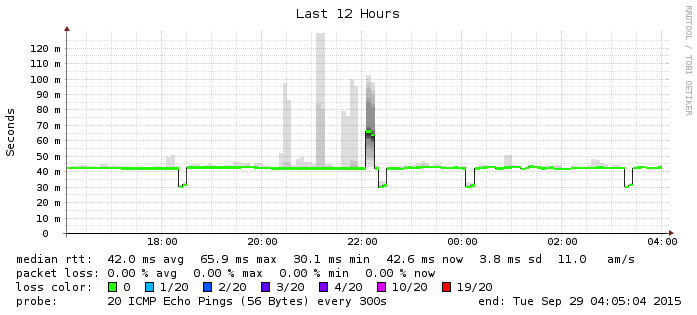 Last 12 Hours
RRDTOOL / TOBI OETIKER
Seconds
120 m
110 m
100 m
90 m
80 m
70 m
60 m
50 m
40 m
30 m
20 m
10 m
0
18:00 20:00 22:00 00:00 02:00 04:00
median rtt: 42.0 ms avg 65.9 ms max 30.1 ms min 42.6 ms now 3.8 ms sd 11.0 am/s
packet loss: 0.00 % avg 0.00 % max 0.00 % min 0.00 % now
loss color: 0 1/20 2/20 3/20 4/20 10/20 19/20
probe: 20 ICMP Echo Pings (56 Bytes) every 300s end: Tue Sep 29 04:05:04 2015